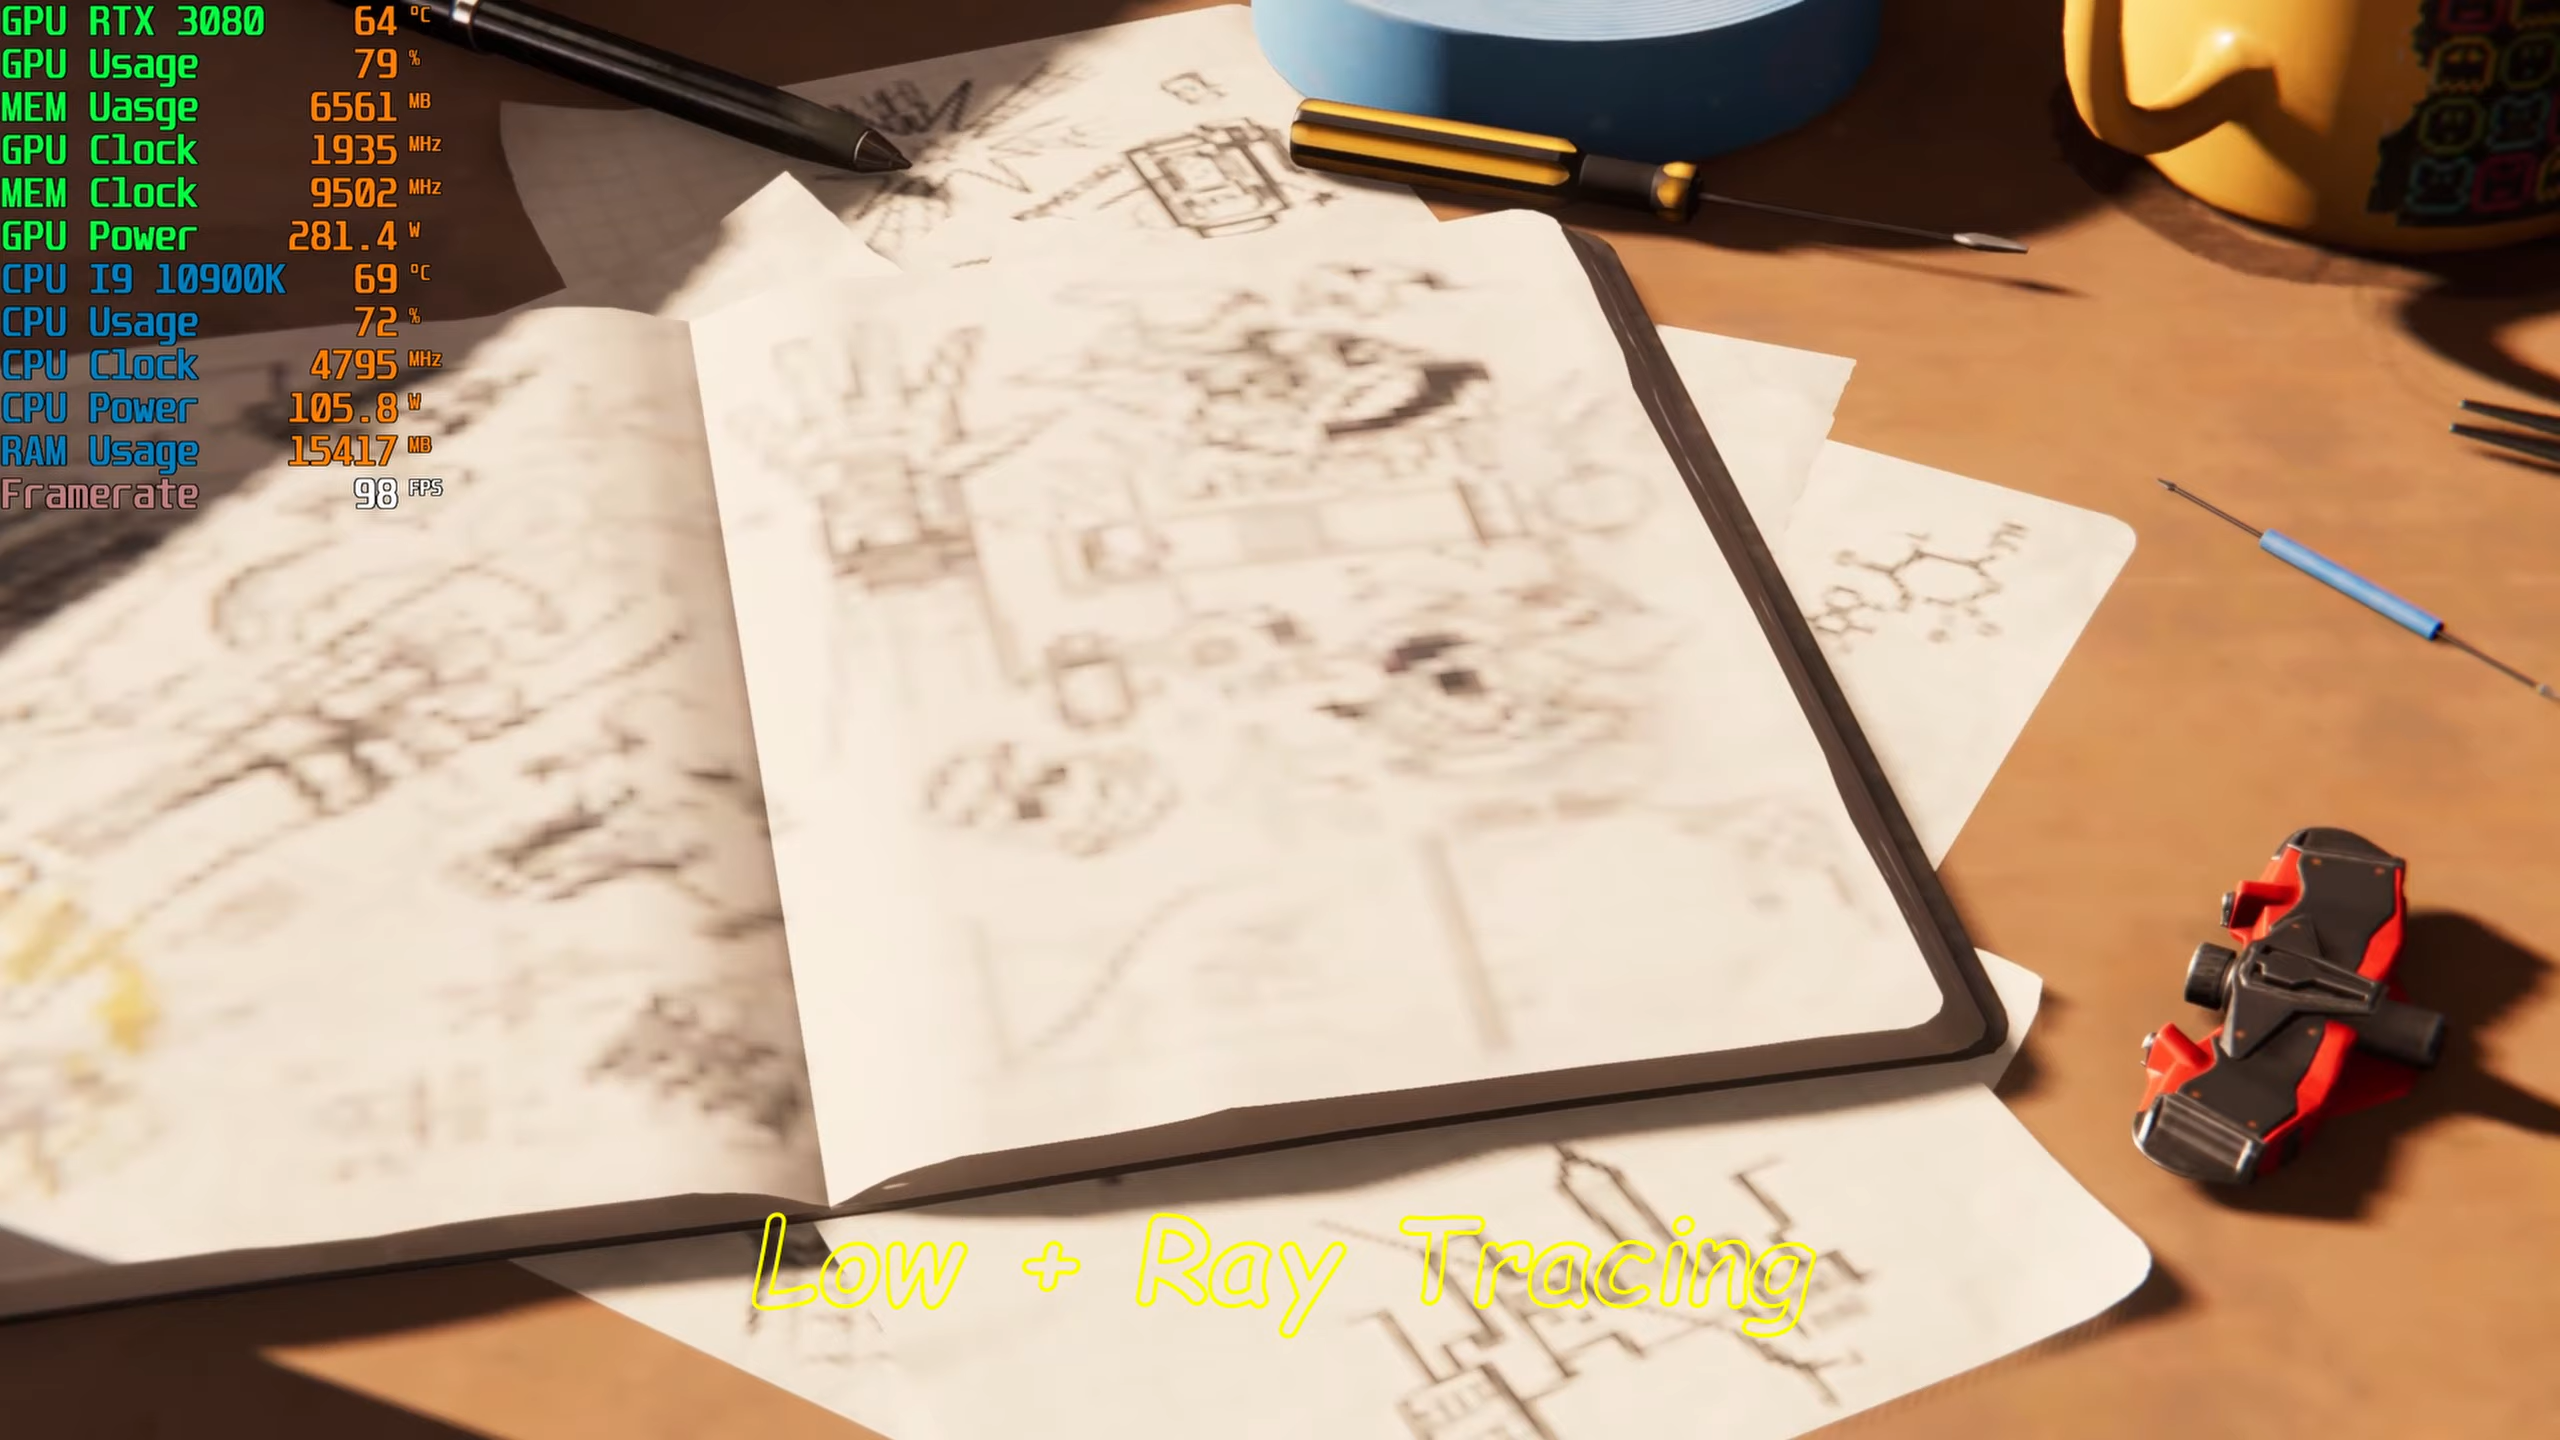 GPU RTX 3080 64 °C
GPU Usage 79 %
MEM Uasge 6561 MB
GPU Clock 1935 MHz
MEM Clock 9502 MHz
GPU Power 281.4 W
CPU I9 10900K 69 °C
CPU Usage 72 %
CPU Clock 4795 MHz
CPU Power 105.8 W
RAM Usage 15417 MB
Framerate 98 FPS
Low + Ray Tracing